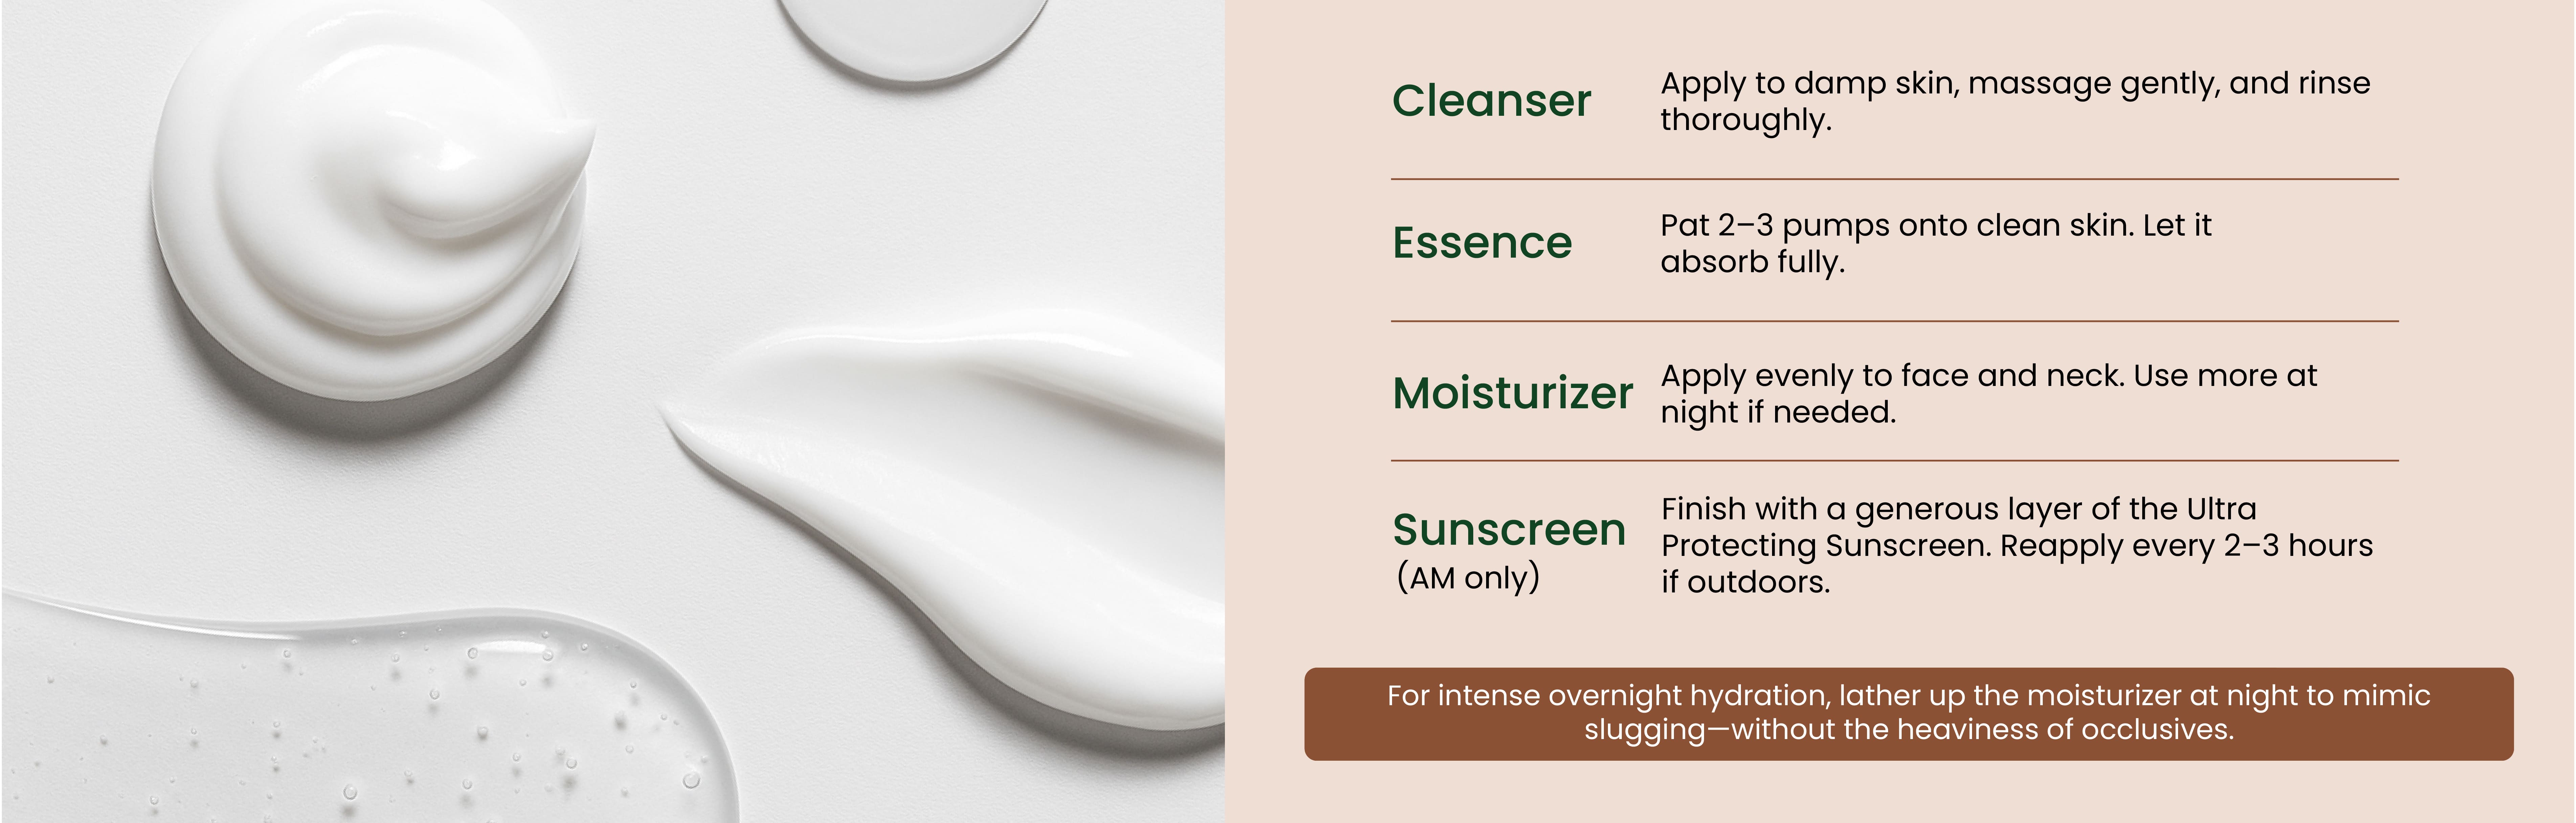 Cleanser
Apply to damp skin, massage gently, and rinse
thoroughly.
Essence
Pat 2–3 pumps onto clean skin. Let it
absorb fully.
Moisturizer
Apply evenly to face and neck. Use more at
night if needed.
Sunscreen
(AM only)
Finish with a generous layer of the Ultra
Protecting Sunscreen. Reapply every 2–3 hours
if outdoors.
For intense overnight hydration, lather up the moisturizer at night to mimic
slugging—without the heaviness of occlusives.